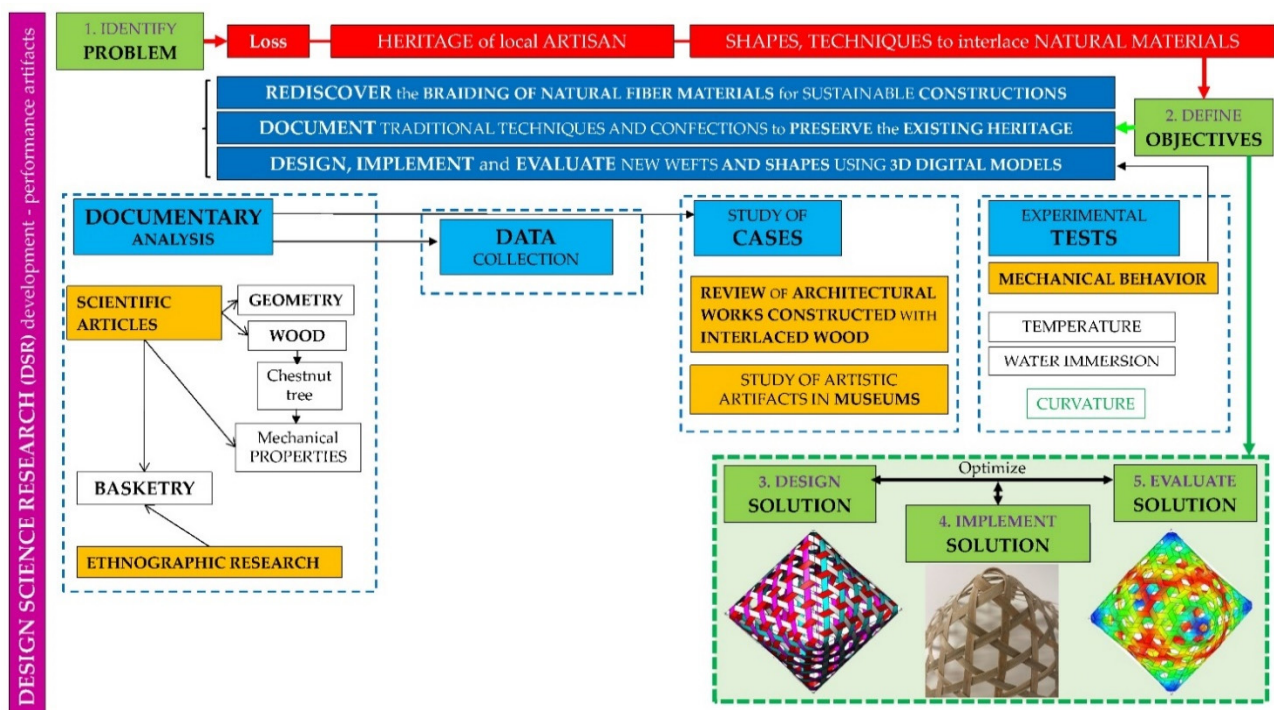 DESIGN SCIENCE RESEARCH (DSR) development - performance artifacts
1. IDENTIFY
PROBLEM
Loss
HERITAGE of local ARTISAN
SHAPES, TECHNIQUES to interlace NATURAL MATERIALS
REDISCOVER the BRAIDING OF NATURAL FIBER MATERIALS for SUSTAINABLE CONSTRUCTIONS
DOCUMENT TRADITIONAL TECHNIQUES AND CONFECTIONS to PRESERVE the EXISTING HERITAGE
DESIGN, IMPLEMENT and EVALUATE NEW WEFTS AND SHAPES USING 3D DIGITAL MODELS
2. DEFINE
OBJECTIVES
DOCUMENTARY
ANALYSIS
SCIENTIFIC
ARTICLES
GEOMETRY
WOOD
Chestnut
tree
Mechanical
PROPERTIES
BASKETRY
ETHNOGRAPHIC RESEARCH
DATA
COLLECTION
STUDY OF
CASES
REVIEW OF ARCHITECTURAL
WORKS CONSTRUCTED WITH
INTERLACED WOOD
STUDY OF ARTISTIC
ARTIFACTS IN MUSEUMS
EXPERIMENTAL
TESTS
MECHANICAL BEHAVIOR
TEMPERATURE
WATER IMMERSION
CURVATURE
3. DESIGN
SOLUTION
Optimize
4. IMPLEMENT
SOLUTION
5. EVALUATE
SOLUTION